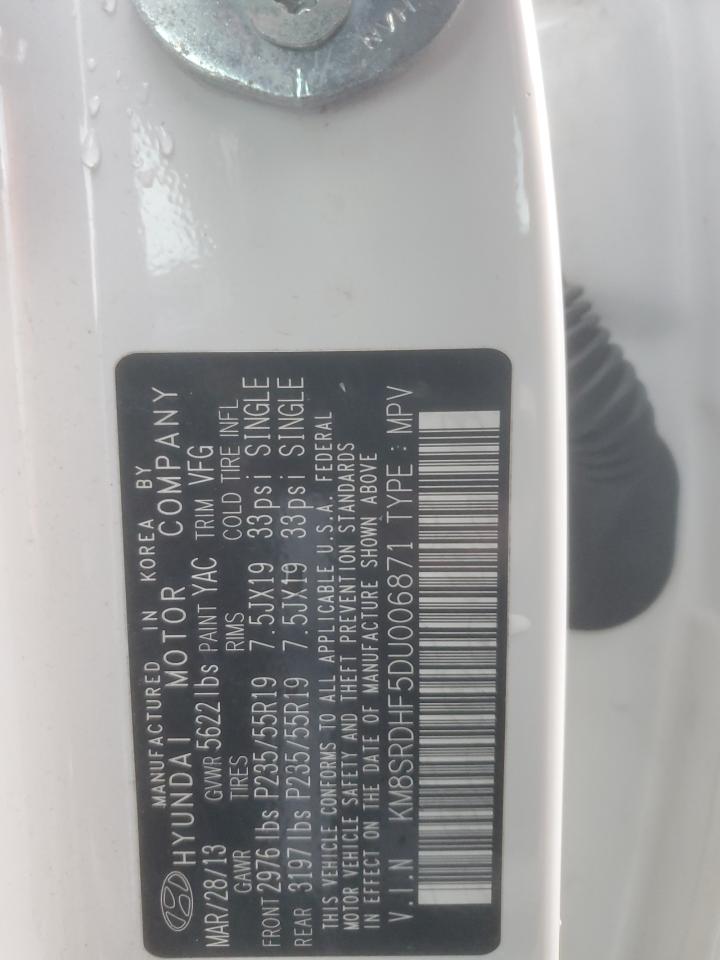 MANUFACTURED IN KOREA BY
HYUNDAI MOTOR COMPANY
MAR/28/13 GVWR 5622 lbs PAINT YAC TRIM VFG
GAWR TIRES RIMS COLD TIRE INFL
FRONT 2976 lbs P235/55R19 7.5JX19 33psi SINGLE
REAR 3197 lbs P235/55R19 7.5JX19 33psi SINGLE
THIS VEHICLE CONFORMS TO ALL APPLICABLE U.S.A. FEDERAL
MOTOR VEHICLE SAFETY AND THEFT PREVENTION STANDARDS
IN EFFECT ON THE DATE OF MANUFACTURE SHOWN ABOVE
V.I.N KM8SRDHF5DU006871 TYPE : MPV